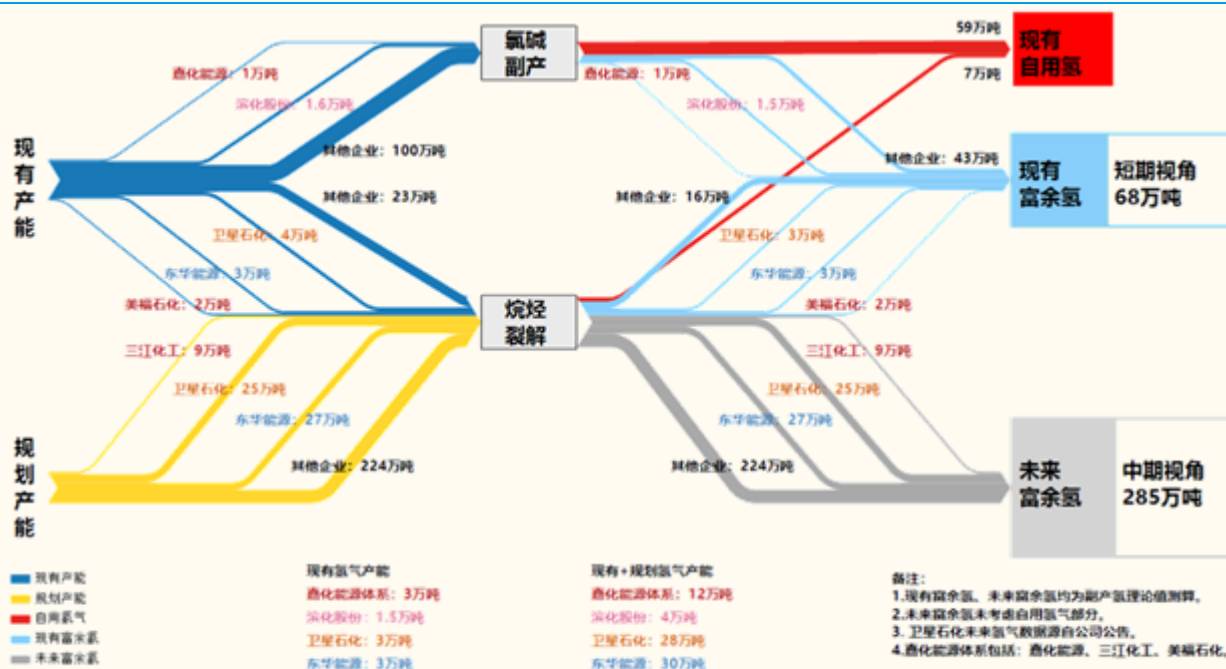 氯碱
副产
59万吨
现有
自用氢
7万吨
嘉化能源：1万吨
嘉化能源：1万吨
滨化股份：1.6万吨
滨化股份：1.5万吨
现有产能
其他企业：100万吨
其他企业：43万吨
其他企业：23万吨
其他企业：16万吨
现有
富余氢
短期视角
68万吨
卫星石化：4万吨
卫星石化：3万吨
东华能源：3万吨
东华能源：3万吨
美福石化：2万吨
美福石化：2万吨
烷烃
裂解
三江化工：9万吨
三江化工：9万吨
卫星石化：25万吨
卫星石化：25万吨
东华能源：27万吨
东华能源：27万吨
规划产能
其他企业：224万吨
其他企业：224万吨
未来
富余氢
中期视角
285万吨
现有产能
规划产能
自用氢气
现有富余氢
未来富余氢
现有氢气产能
嘉化能源体系：3万吨
滨化股份：1.5万吨
卫星石化：3万吨
东华能源：3万吨
现有+规划氢气产能
嘉化能源体系：12万吨
滨化股份：4万吨
卫星石化：28万吨
东华能源：30万吨
备注：
1.现有富余氢、未来富余氢均为副产氢理论值测算。
2.未来富余氢未考虑自用氢气部分。
3. 卫星石化未来氢气数据源自公司公告。
4.嘉化能源体系包括：嘉化能源、三江化工、美福石化。